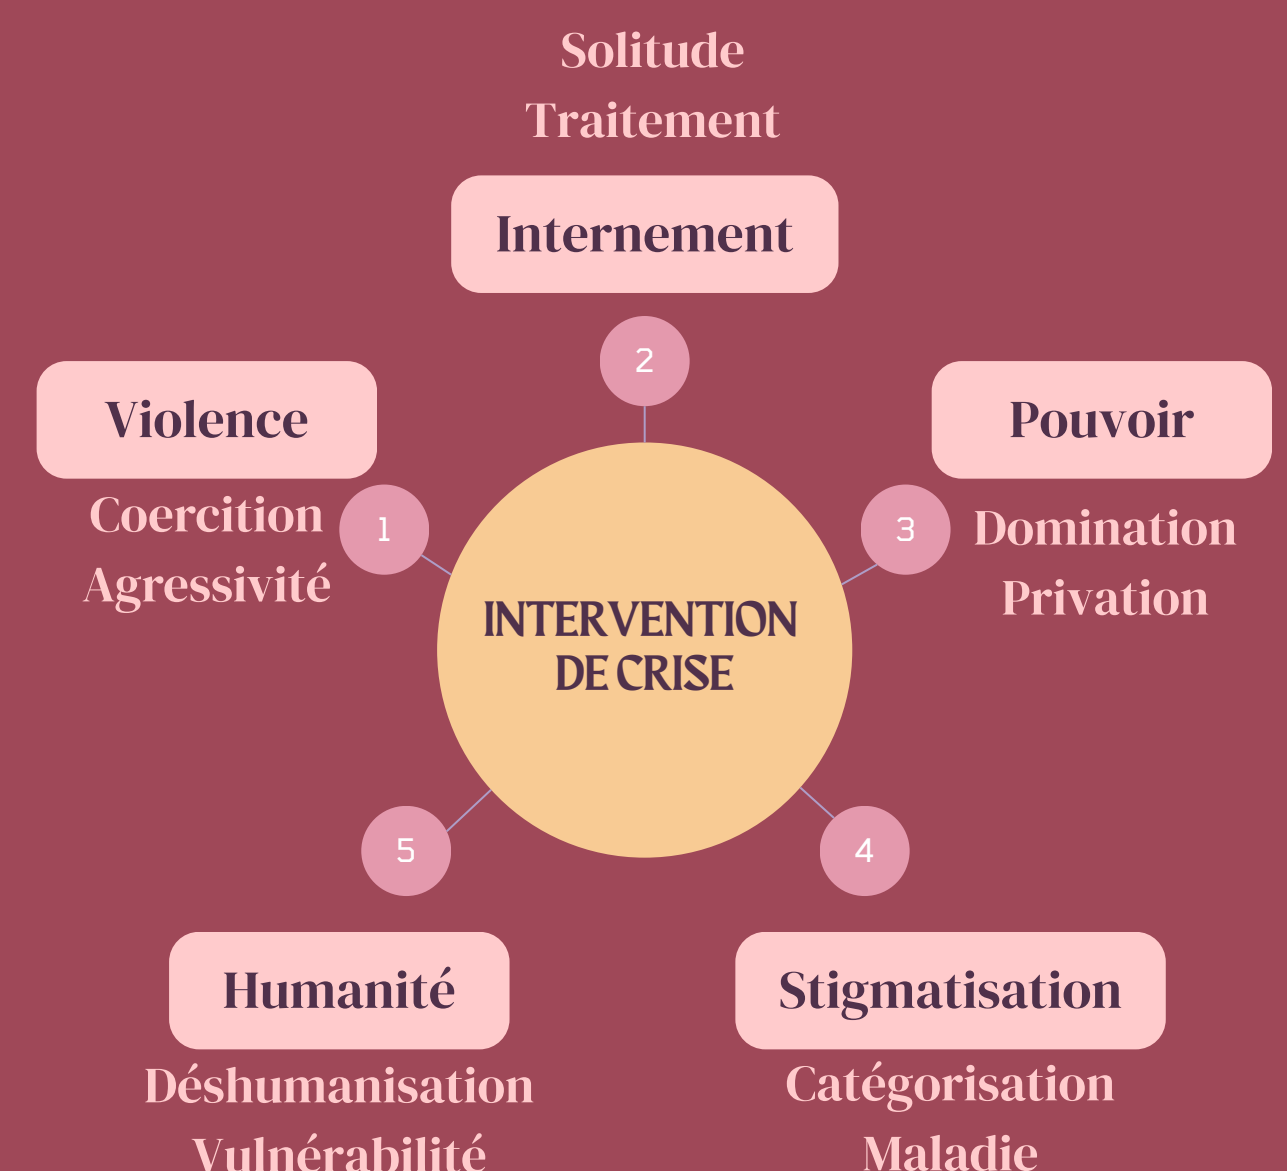 Solitude
Traitement
Internement
2
Violence
Coercition
Agressivité
1
Pouvoir
3
Domination
Privation
INTERVENTION
DE CRISE
5
4
Humanité
Déshumanisation
Vulnérabilité
Stigmatisation
Catégorisation
Maladie